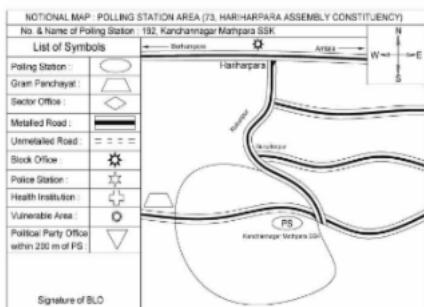 NOTIONAL MAP : POLLING STATION AREA (73, HARIHARPARA ASSEMBLY CONSTITUENCY)
No. & Name of Polling Station : 192, Kanchannagar Mathpara SSK
List of Symbols
Polling Station :
Gram Panchayat :
Sector Office :
Metalled Road :
Unmetalled Road :
Block Office :
Police Station :
Health Institution :
Vulnerable Area :
Political Party Office
within 200 m of PS :
Signature of BLO
Berhampore
Amtala
Hariharpara
N
W
E
S
PS
Kanchannagar Mathpara SSK